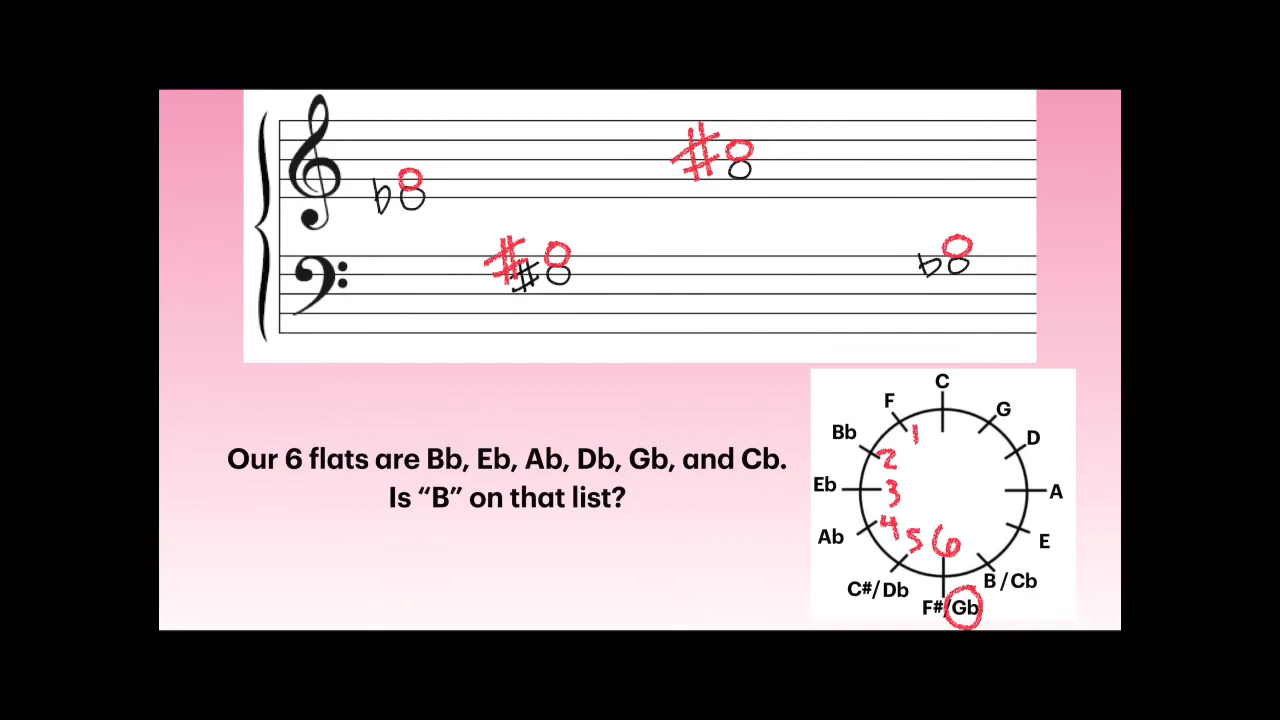 Our 6 flats are Bb, Eb, Ab, Db, Gb, and Cb.
Is “B” on that list?
C
G
D
A
E
B / Cb
F#/Gb
C#/Db
Ab
Eb
Bb
F
1
2
3
4
5
6